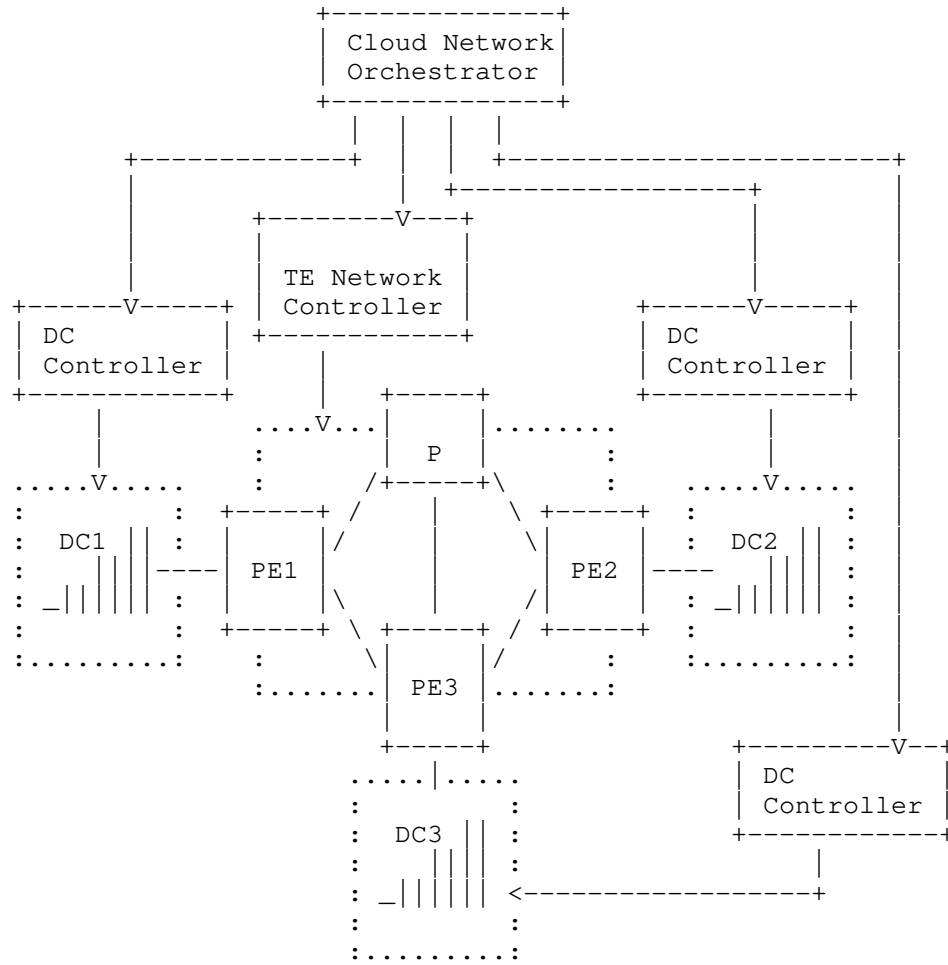 Cloud Network
Orchestrator
TE Network
Controller
DC
Controller
DC
Controller
P
DC1
PE1
PE2
DC2
PE3
DC
Controller
DC3